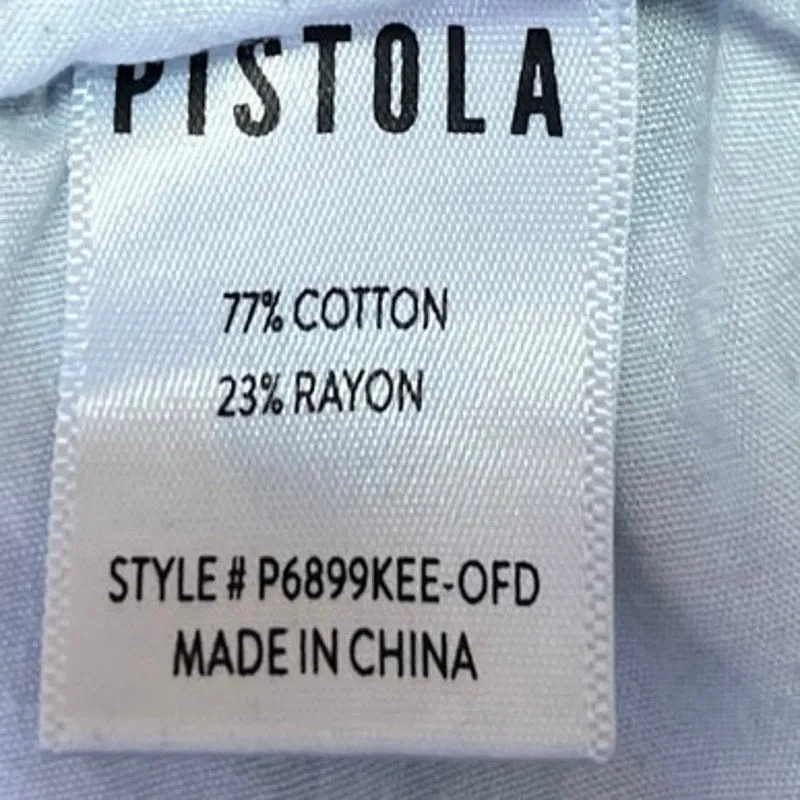 PISTOLA
77% COTTON
23% RAYON
STYLE # P6899KEE-OFD
MADE IN CHINA